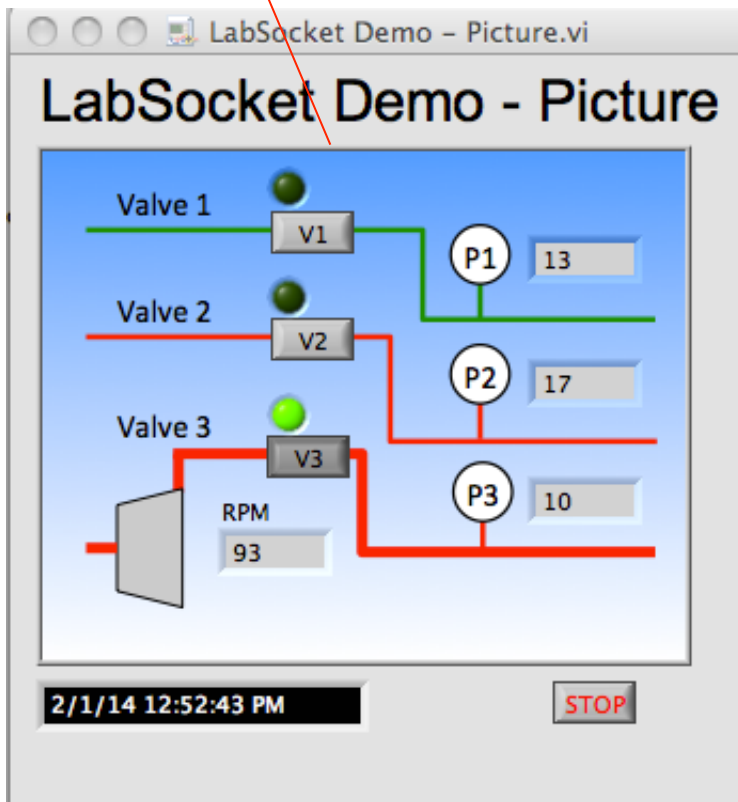 LabSocket Demo – Picture.vi
LabSocket Demo - Picture
Valve 1
V1
P1
13
Valve 2
V2
P2
17
Valve 3
V3
P3
10
RPM
93
2/1/14 12:52:43 PM
STOP